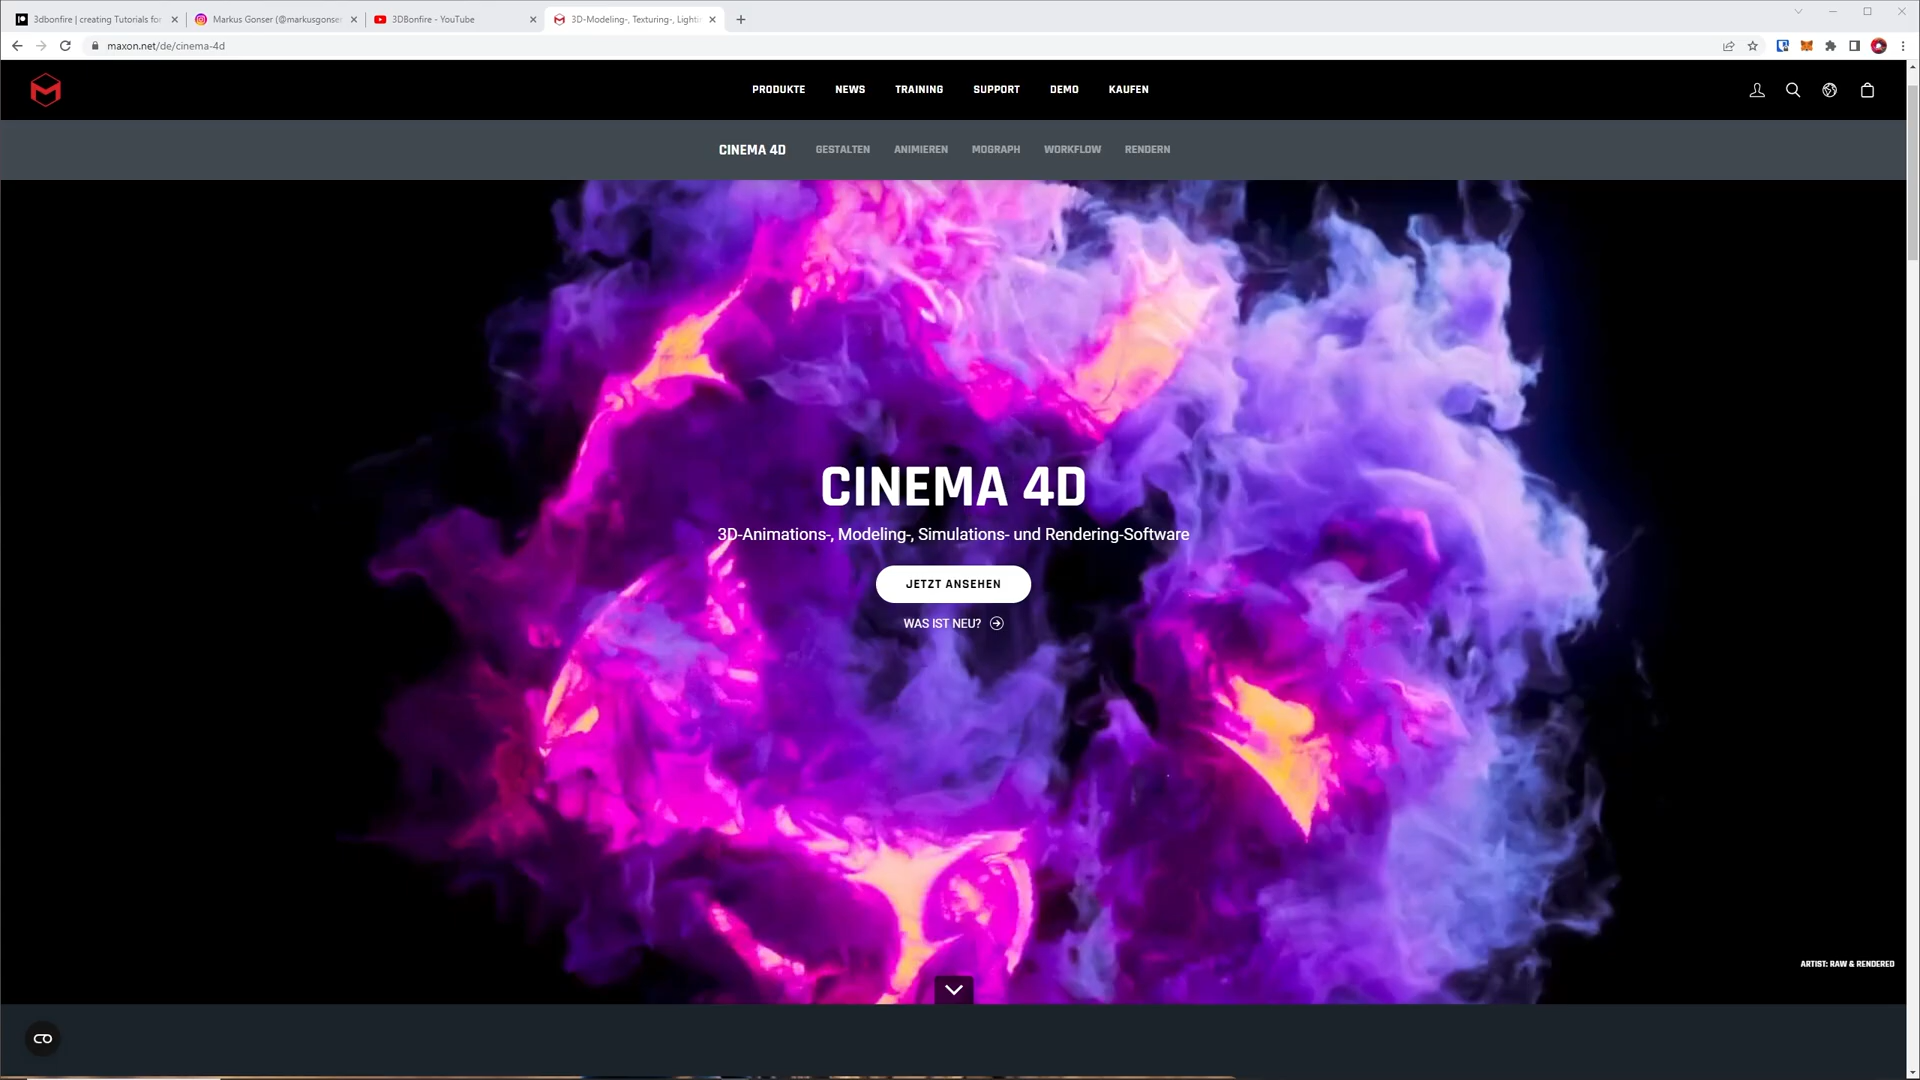 3dbonfire | creating Tutorials for
Markus Gonser (@markusgonser
3DBonfire - YouTube
3D-Modeling-, Texturing-, Lighti
maxon.net/de/cinema-4d
PRODUKTE NEWS TRAINING SUPPORT DEMO KAUFEN
CINEMA 4D GESTALTEN ANIMIEREN MOGRAPH WORKFLOW RENDERN
CINEMA 4D
3D-Animations-, Modeling-, Simulations- und Rendering-Software
JETZT ANSEHEN
WAS IST NEU?
ARTIST: RAW & RENDERED